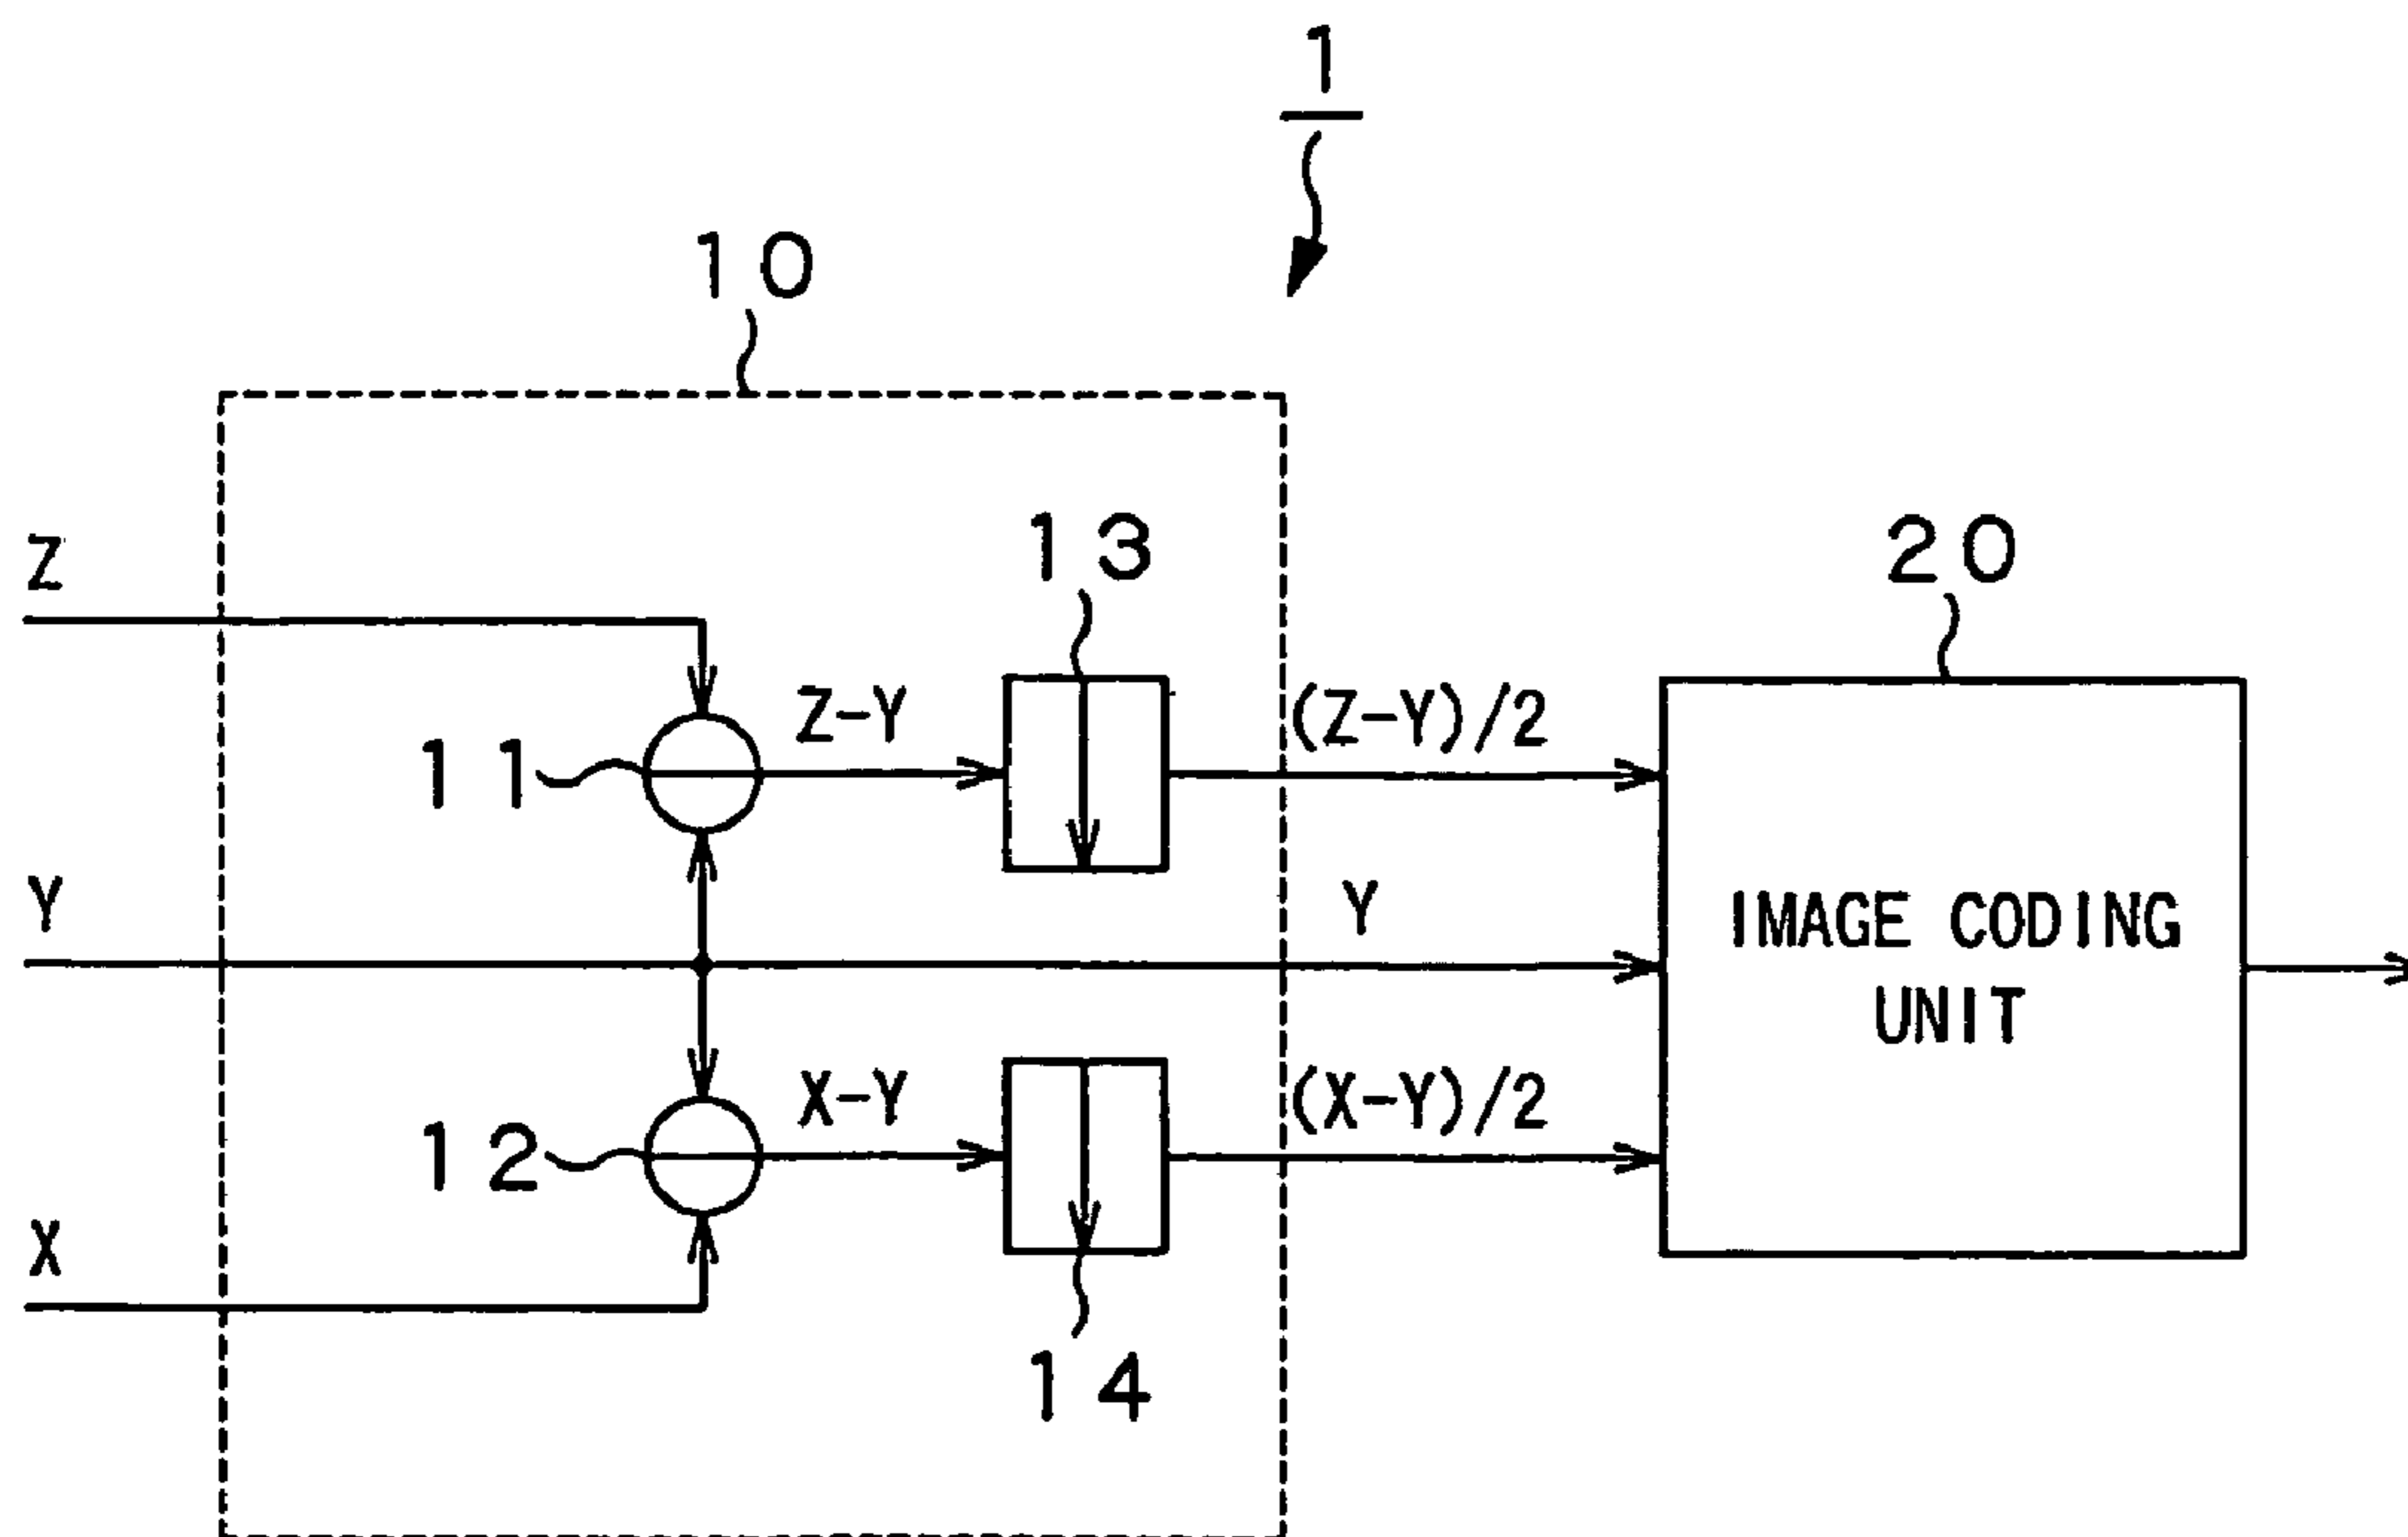 1
10
Z
13
20
Z-Y
(Z-Y)/2
11
Y
Y
IMAGE CODING
UNIT
X-Y
(X-Y)/2
12
X
14